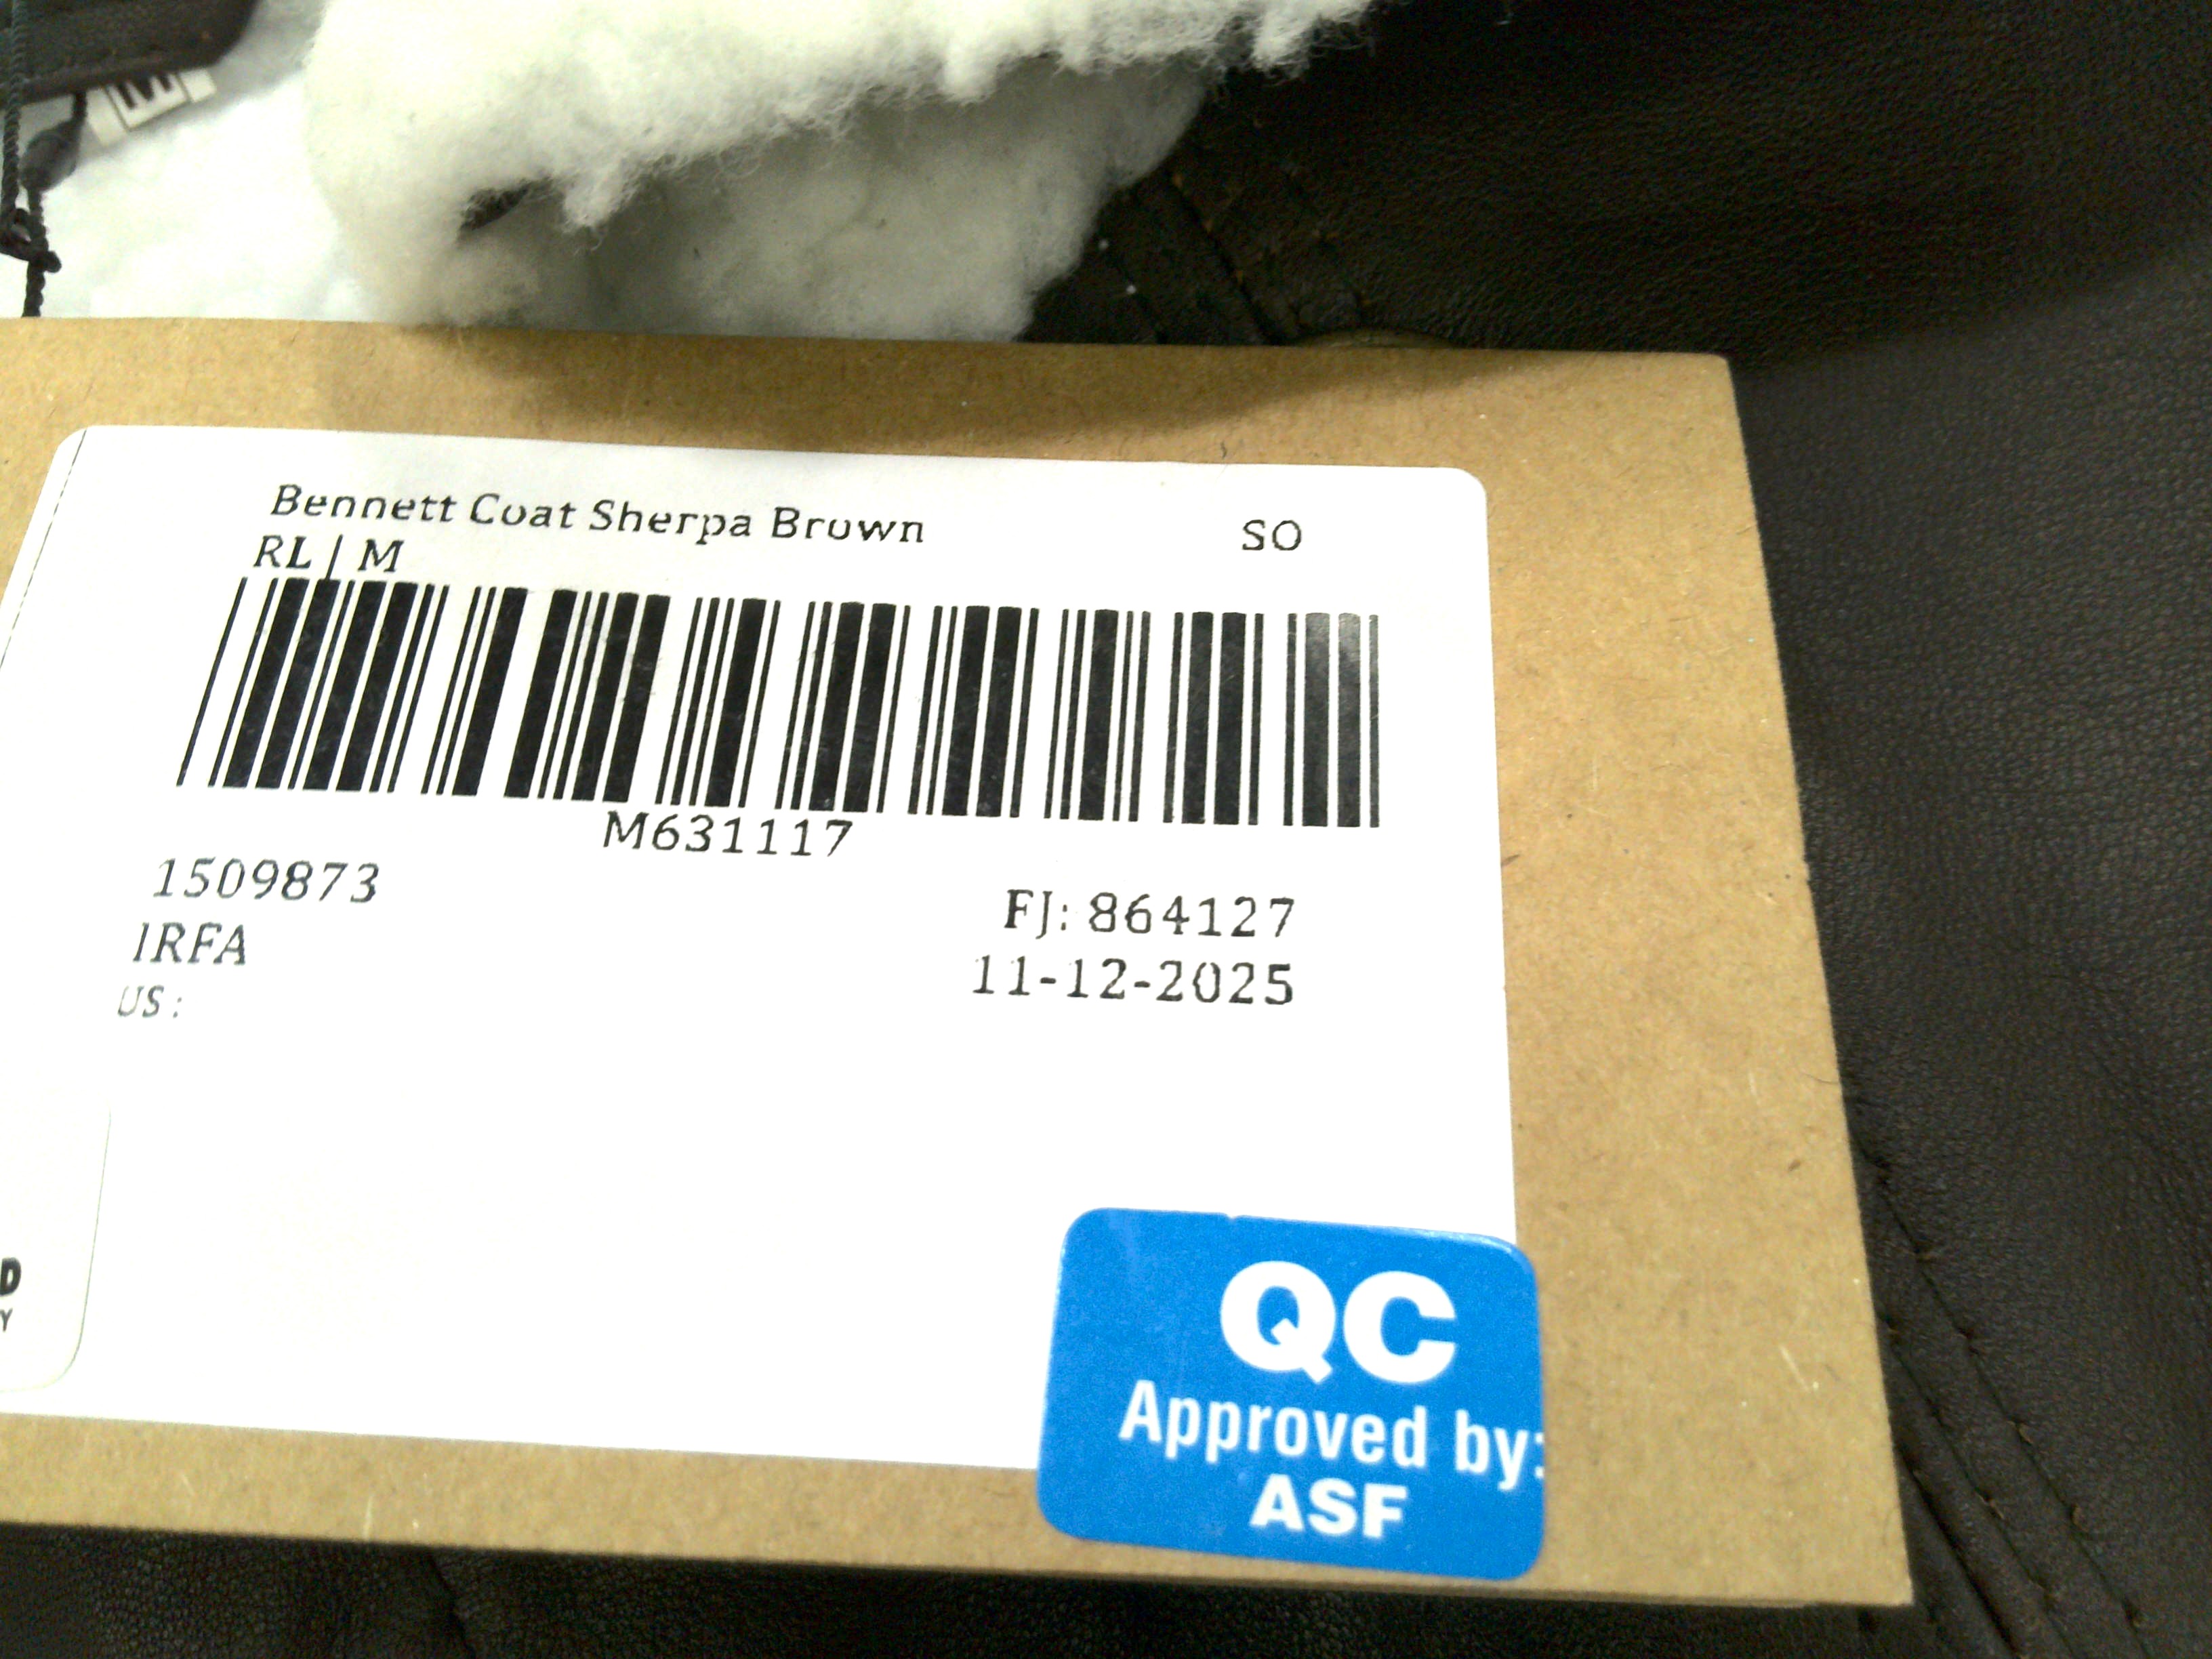 Bennett Coat Sherpa Brown
SO
RL | M
M631117
1509873
FJ: 864127
IRFA
11-12-2025
US :
D
Y
QC
Approved by:
ASF